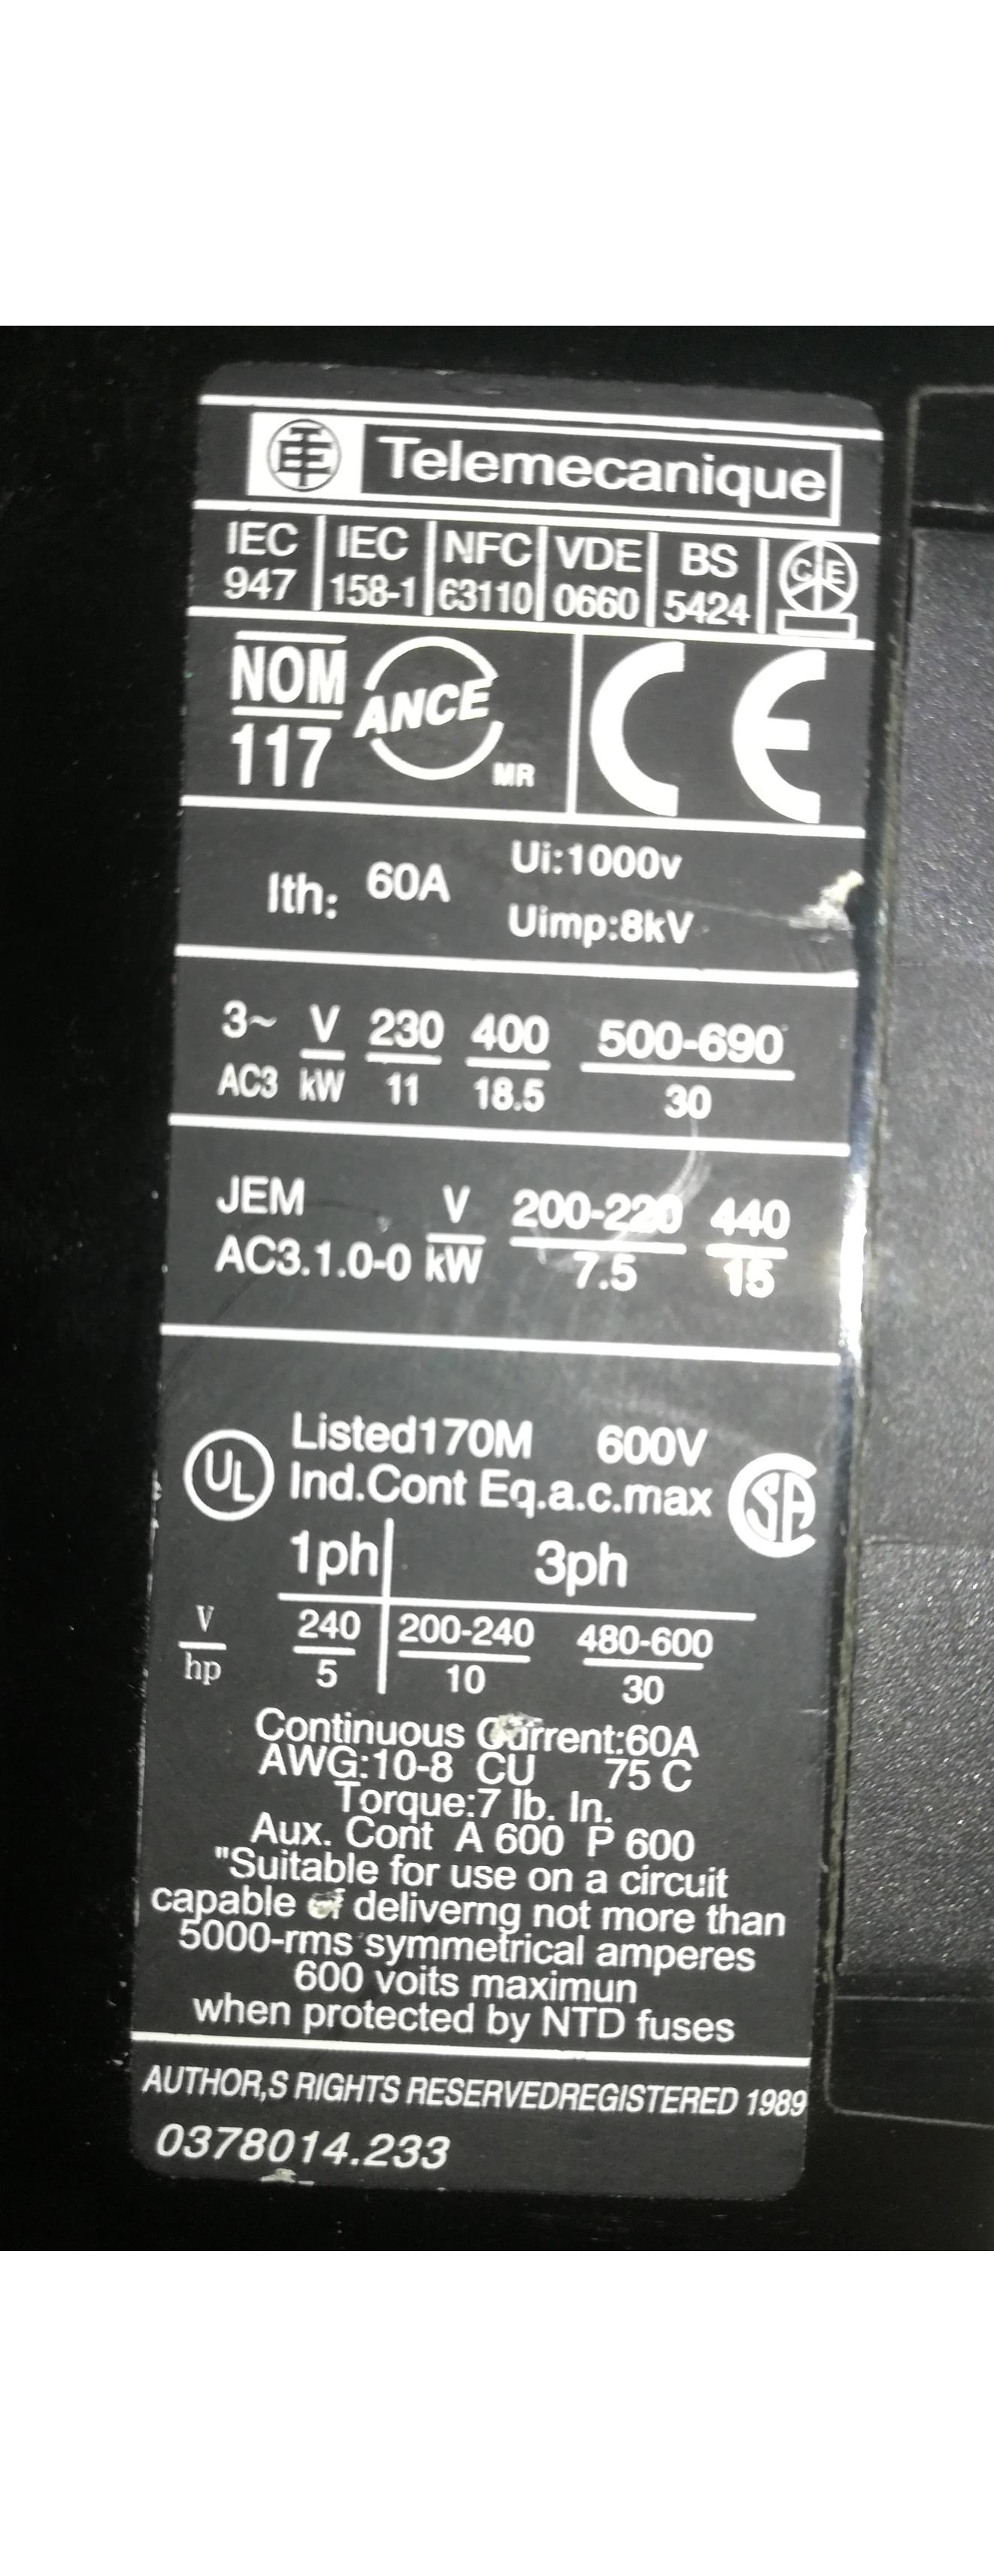 Telemecanique
IEC 947 | IEC 158-1 | NFC 63110 | VDE 0660 | BS 5424 | CE
NOM 117 ANCE MR CE
Ith: 60A Ui:1000v
Uimp:8kV
3~ V 230 400 500-690
AC3 kW 11 18.5 30
JEM V 200-220 440
AC3.1.0-0 kW 7.5 15
Listed170M 600V
UL Ind.Cont Eq.a.c.max SA
1ph 3ph
V 240 200-240 480-600
hp 5 10 30
Continuous Current:60A
AWG:10-8 CU 75 C
Torque:7 lb. In.
Aux. Cont A 600 P 600
"Suitable for use on a circuit
capable of deliverng not more than
5000-rms symmetrical amperes
600 voits maximun
when protected by NTD fuses
AUTHOR,S RIGHTS RESERVEDREGISTERED 1989
0378014.233